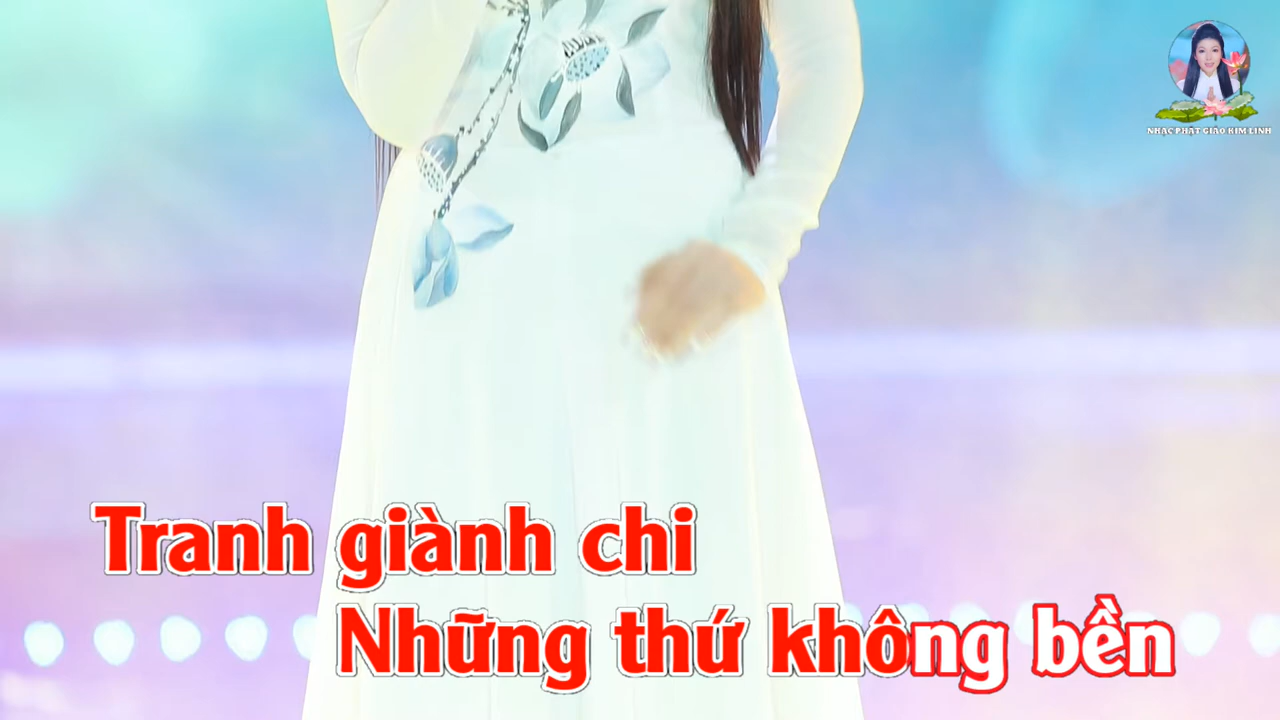 NHẠC PHẬT GIÁO KIM LINH
Tranh giành chi
Những thứ không bền